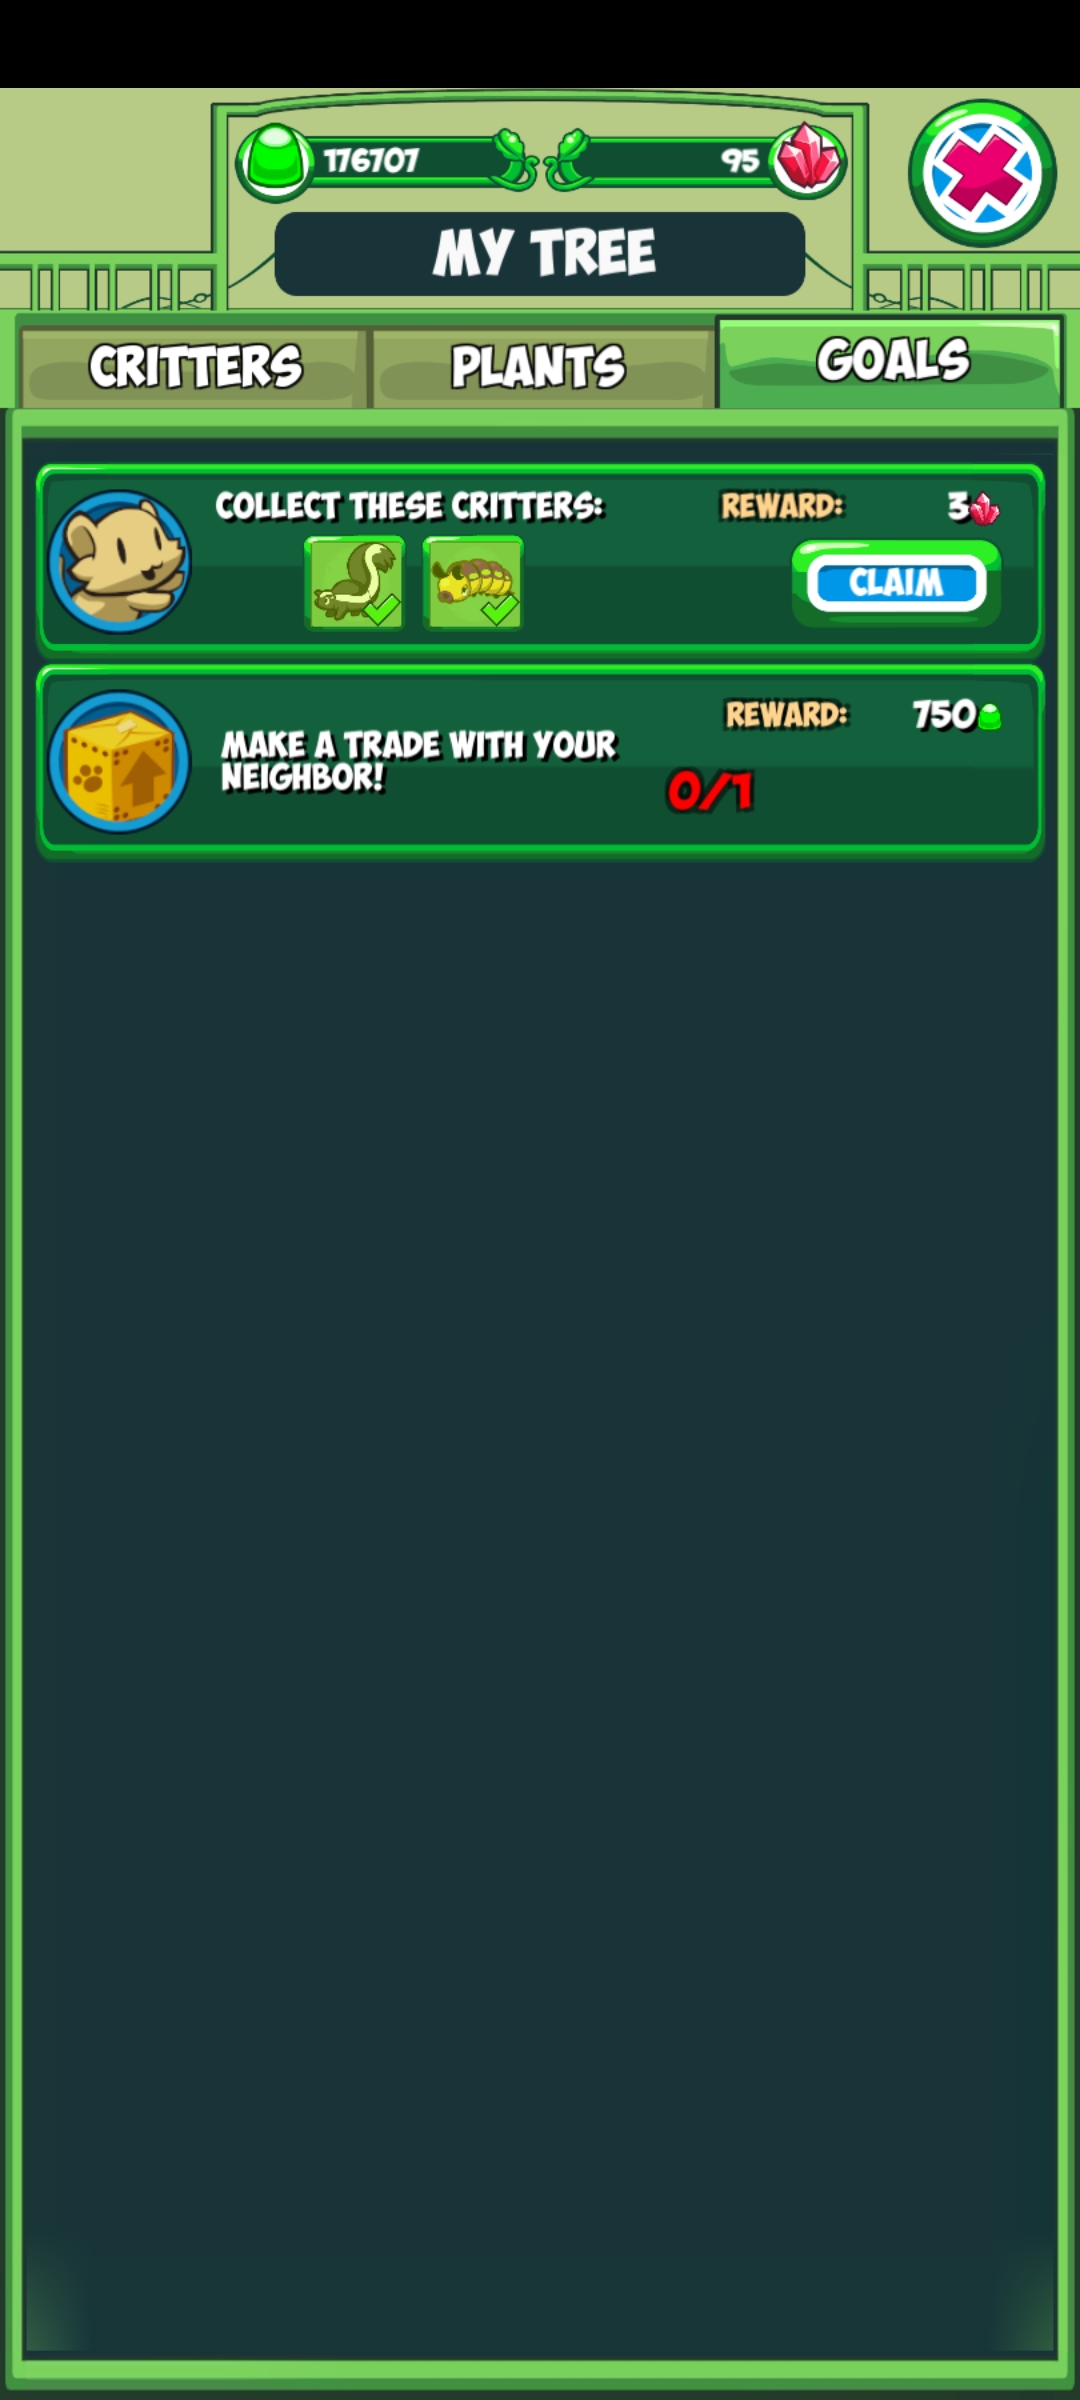 176707
95
MY TREE
CRITTERS
PLANTS
GOALS
COLLECT THESE CRITTERS:
REWARD:
3
CLAIM
REWARD:
750
MAKE A TRADE WITH YOUR
NEIGHBOR!
0/1